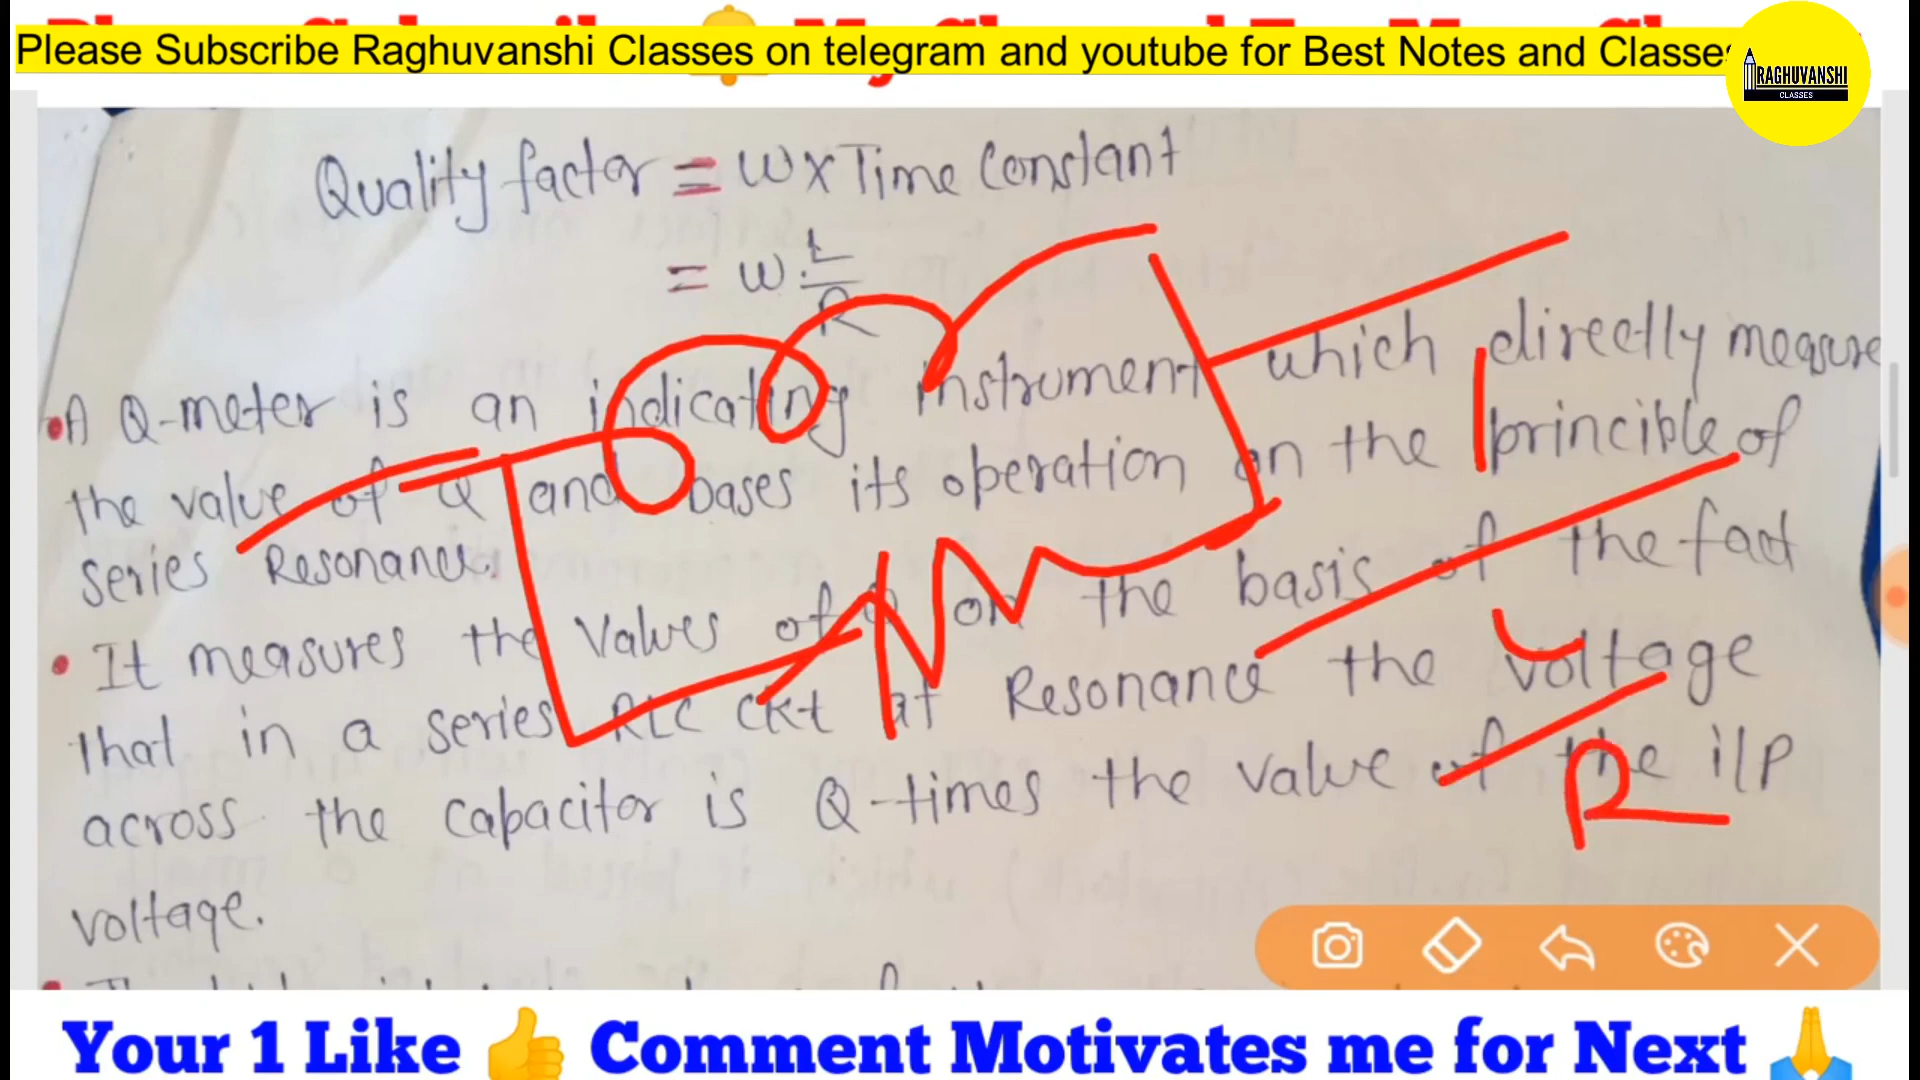 Please Subscribe Raghuvanshi Classes on telegram and youtube for Best Notes and Classes
RAGHUVANSHI
CLASSES
Quality factor = w x Time Constant
= w. L/R
• A Q-meter is an indicating instrument which directly measure
the value of Q and bases its operation on the principle of
series Resonance.
• It measures the values of Q on the basis of the fact
that in a series RLC ckt at Resonance the voltage
across the capacitor is Q-times the value of the i/p
voltage.
R
Your 1 Like 👍 Comment Motivates me for Next 🙏